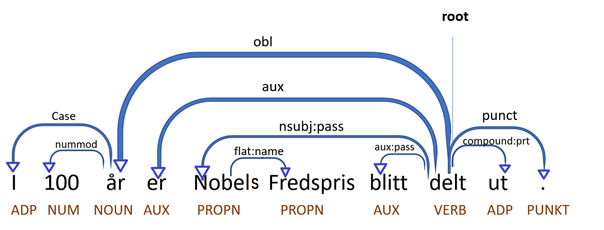 root
obl
aux
Case
nsubj:pass
punct
nummod
flat:name
aux:pass
compound:prt
I 100 år er Nobels Fredspris blitt delt ut .
ADP NUM NOUN AUX PROPN PROPN AUX VERB ADP PUNKT